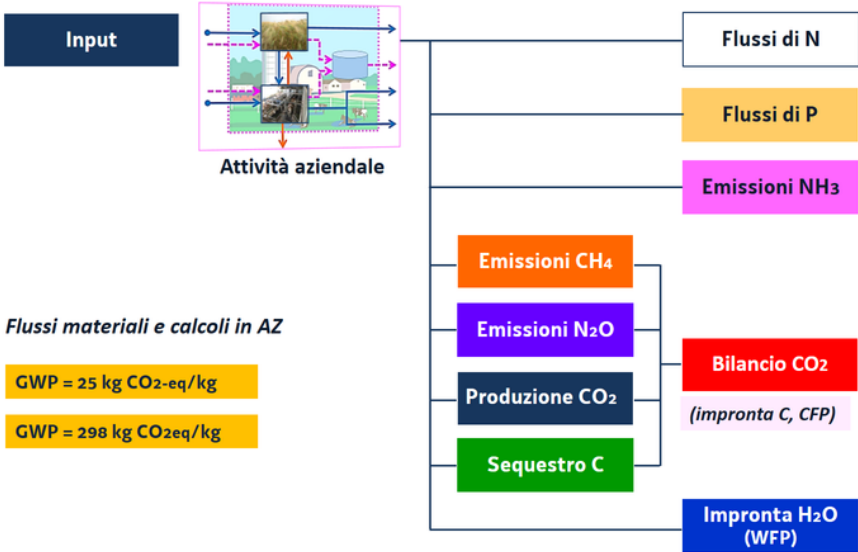 Input
Attività aziendale
Flussi di N
Flussi di P
Emissioni NH3
Emissioni CH4
Emissioni N2O
Produzione CO2
Sequestro C
Bilancio CO2
(impronta C, CFP)
Impronta H2O
(WFP)
Flussi materiali e calcoli in AZ
GWP = 25 kg CO2-eq/kg
GWP = 298 kg CO2eq/kg